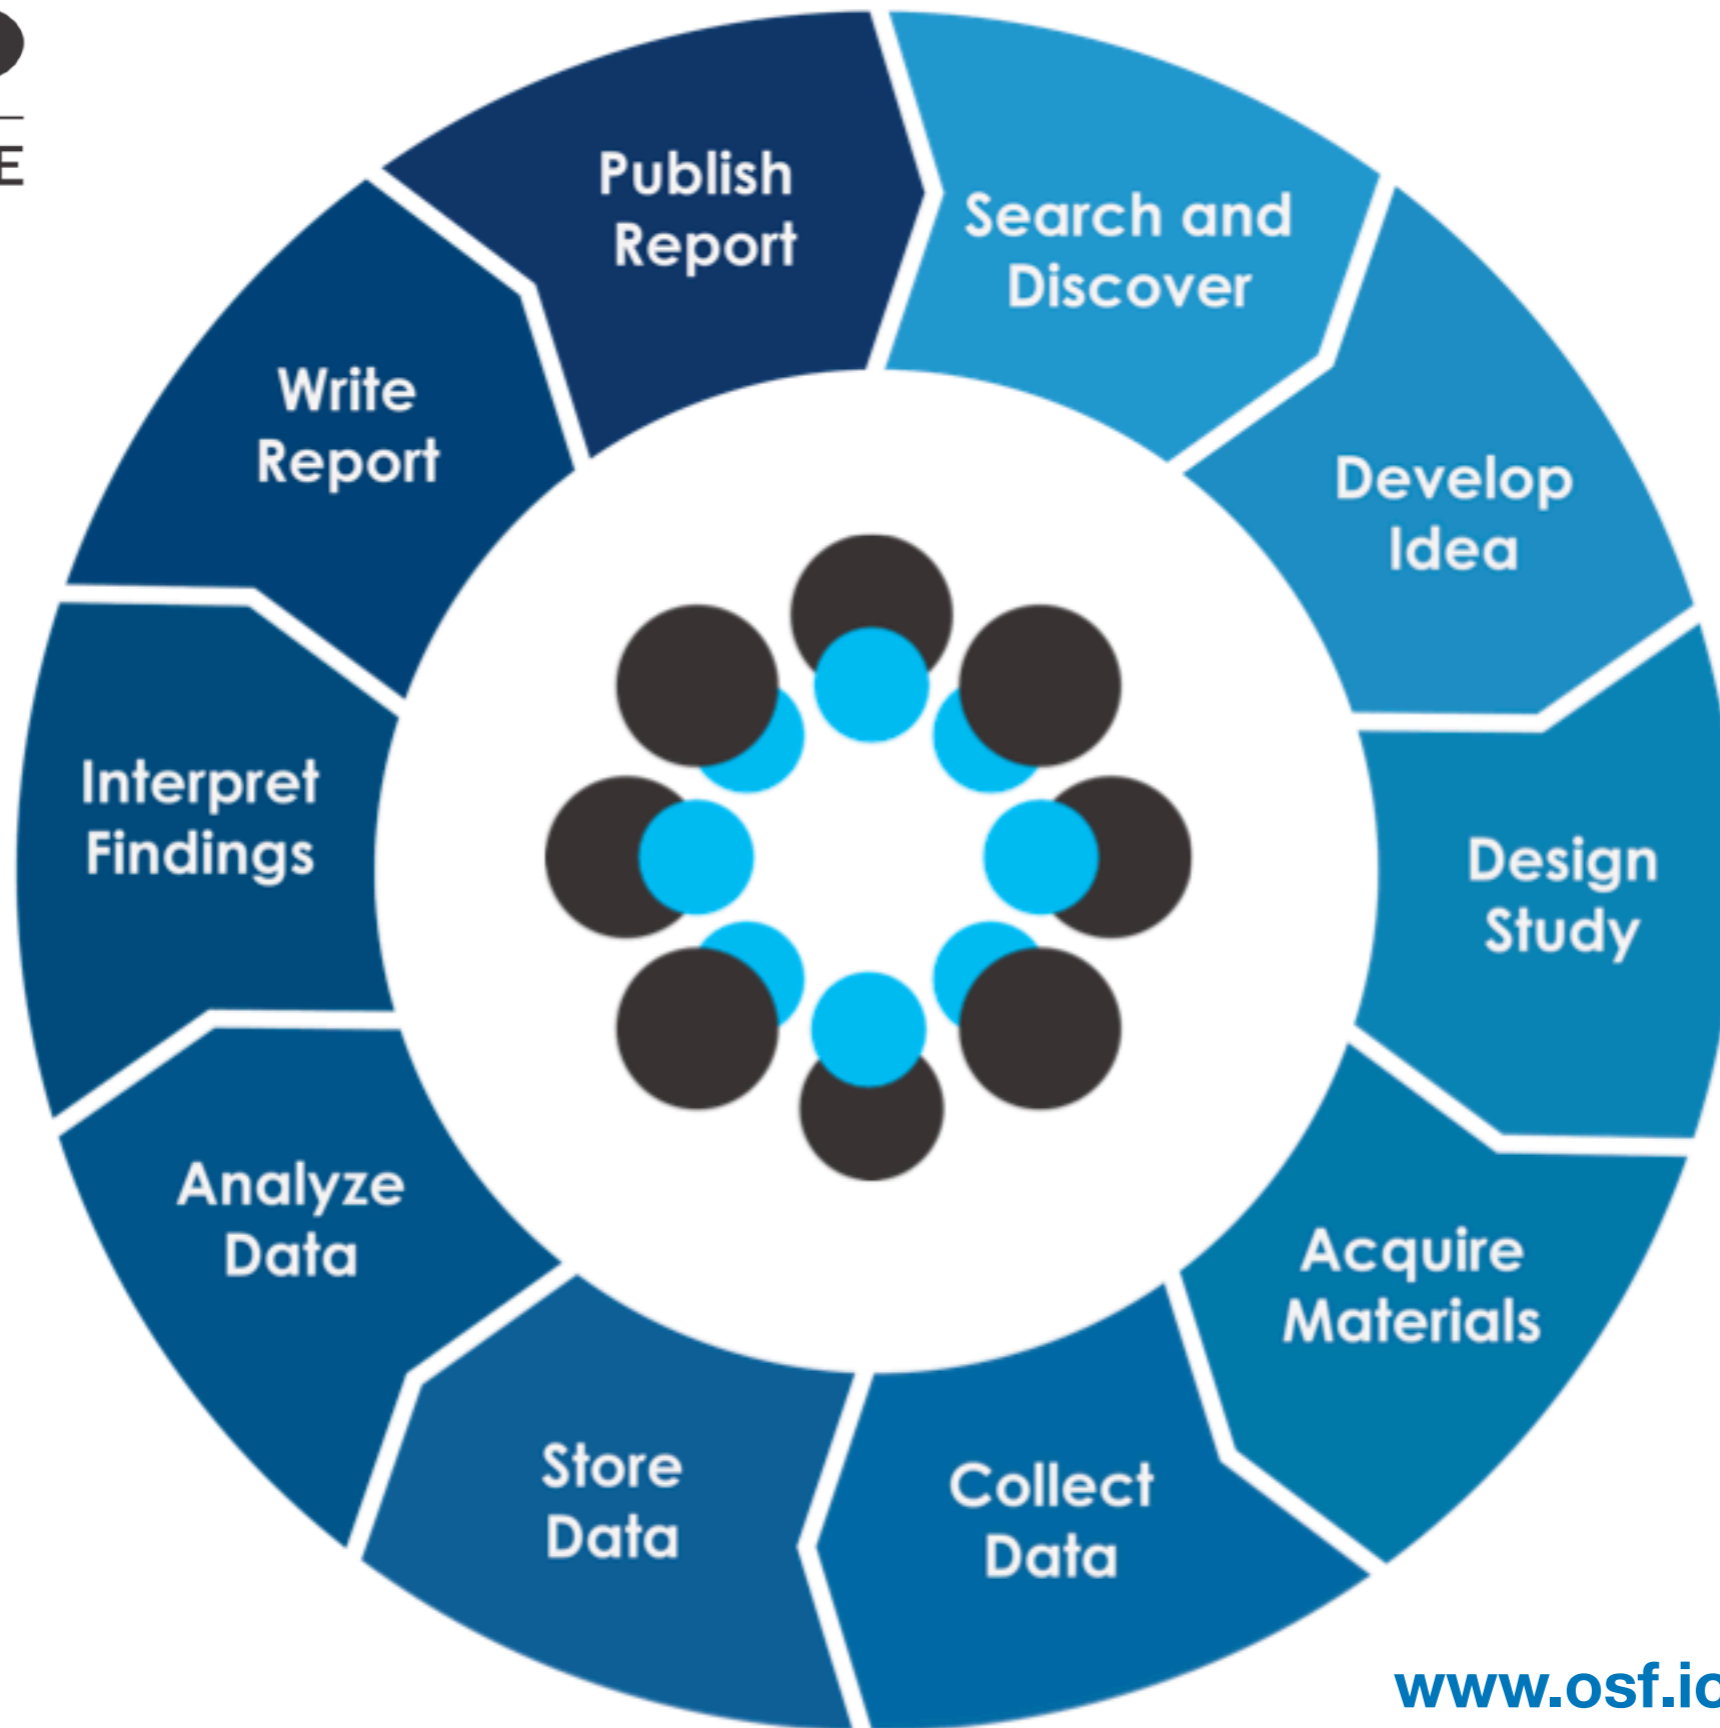 E
Publish
Report
Search and
Discover
Develop
Idea
Design
Study
Acquire
Materials
Collect
Data
Store
Data
Analyze
Data
Interpret
Findings
Write
Report
www.osf.io